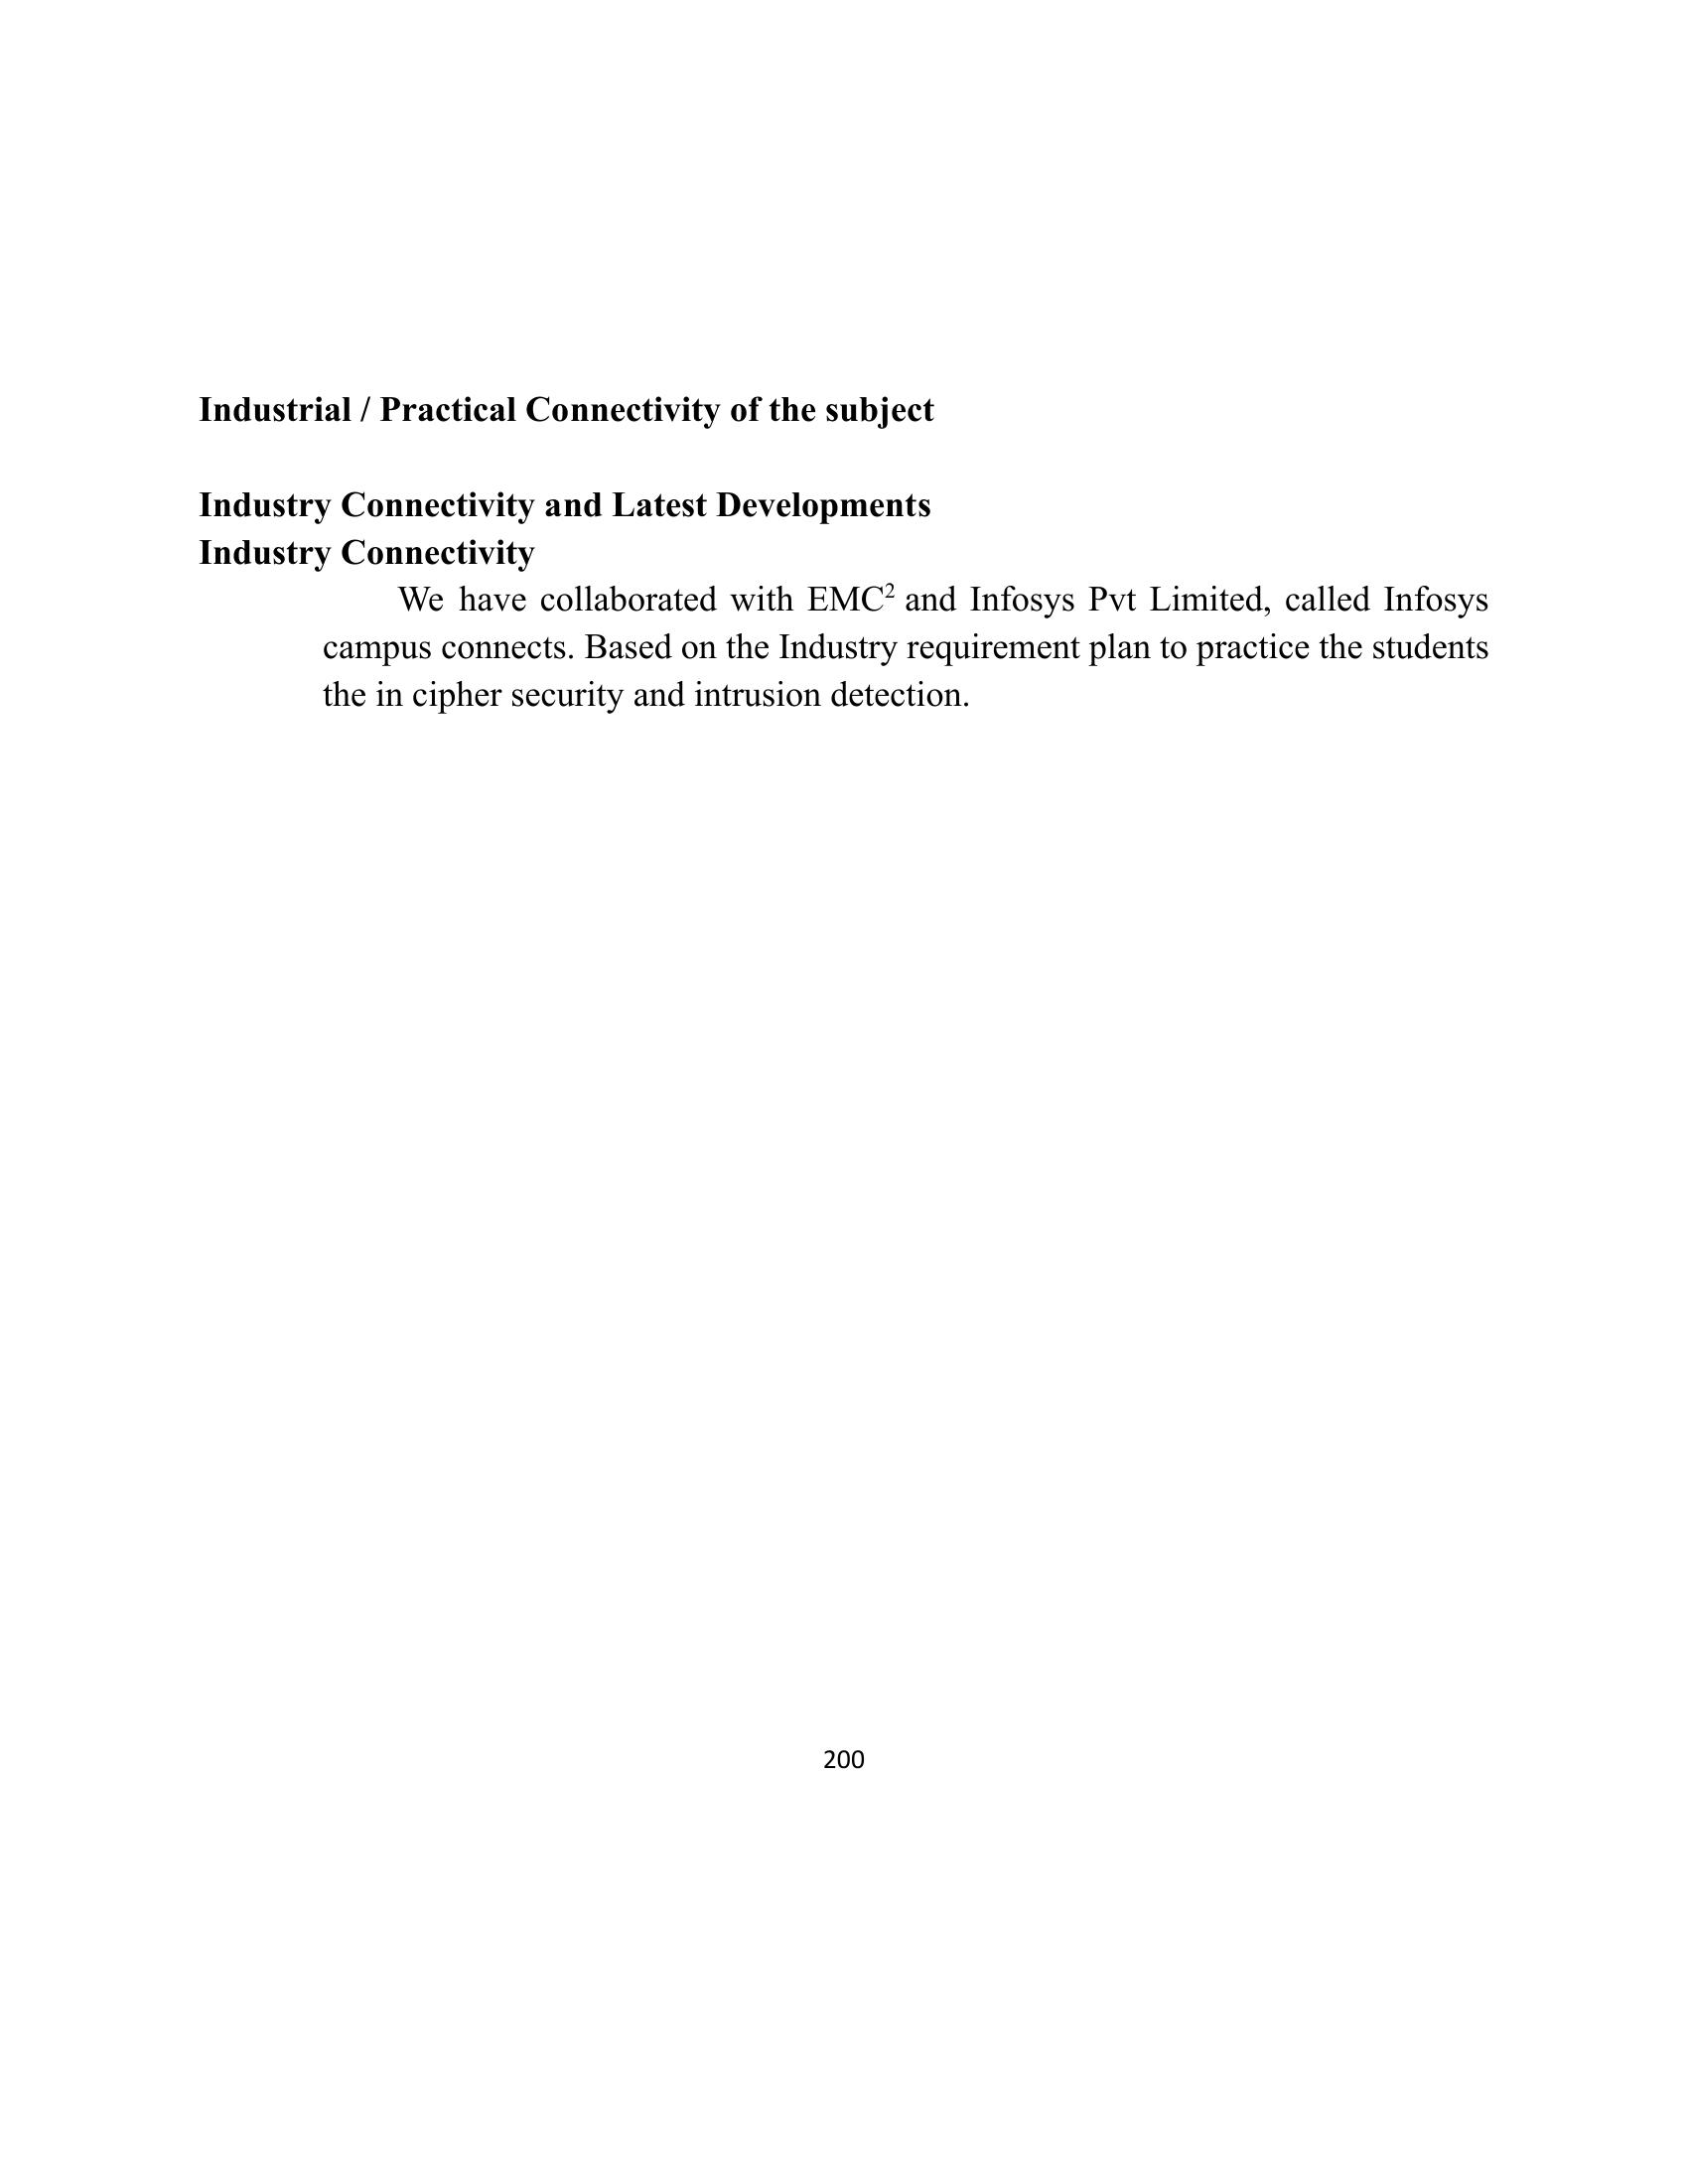 Industrial / Practical Connectivity of the subject
Industry Connectivity and Latest Developments
Industry Connectivity
We have collaborated with EMC² and Infosys Pvt Limited, called Infosys
campus connects. Based on the Industry requirement plan to practice the students
the in cipher security and intrusion detection.
200